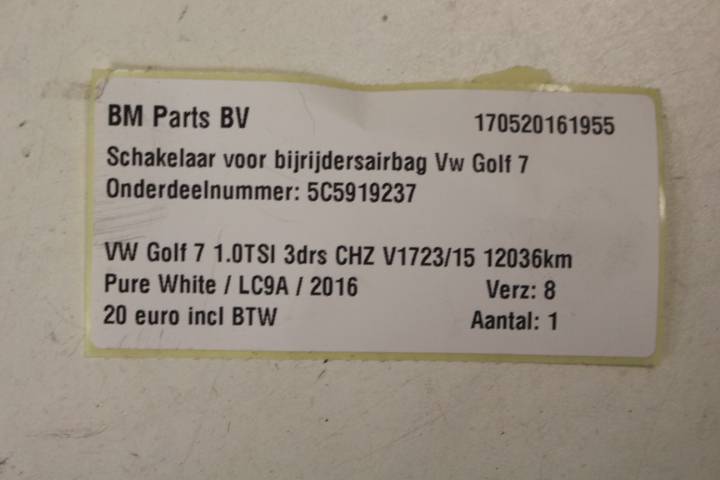 BM Parts BV 170520161955
Schakelaar voor bijrijdersairbag Vw Golf 7
Onderdeelnummer: 5C5919237
VW Golf 7 1.0TSI 3drs CHZ V1723/15 12036km
Pure White / LC9A / 2016 Verz: 8
20 euro incl BTW Aantal: 1